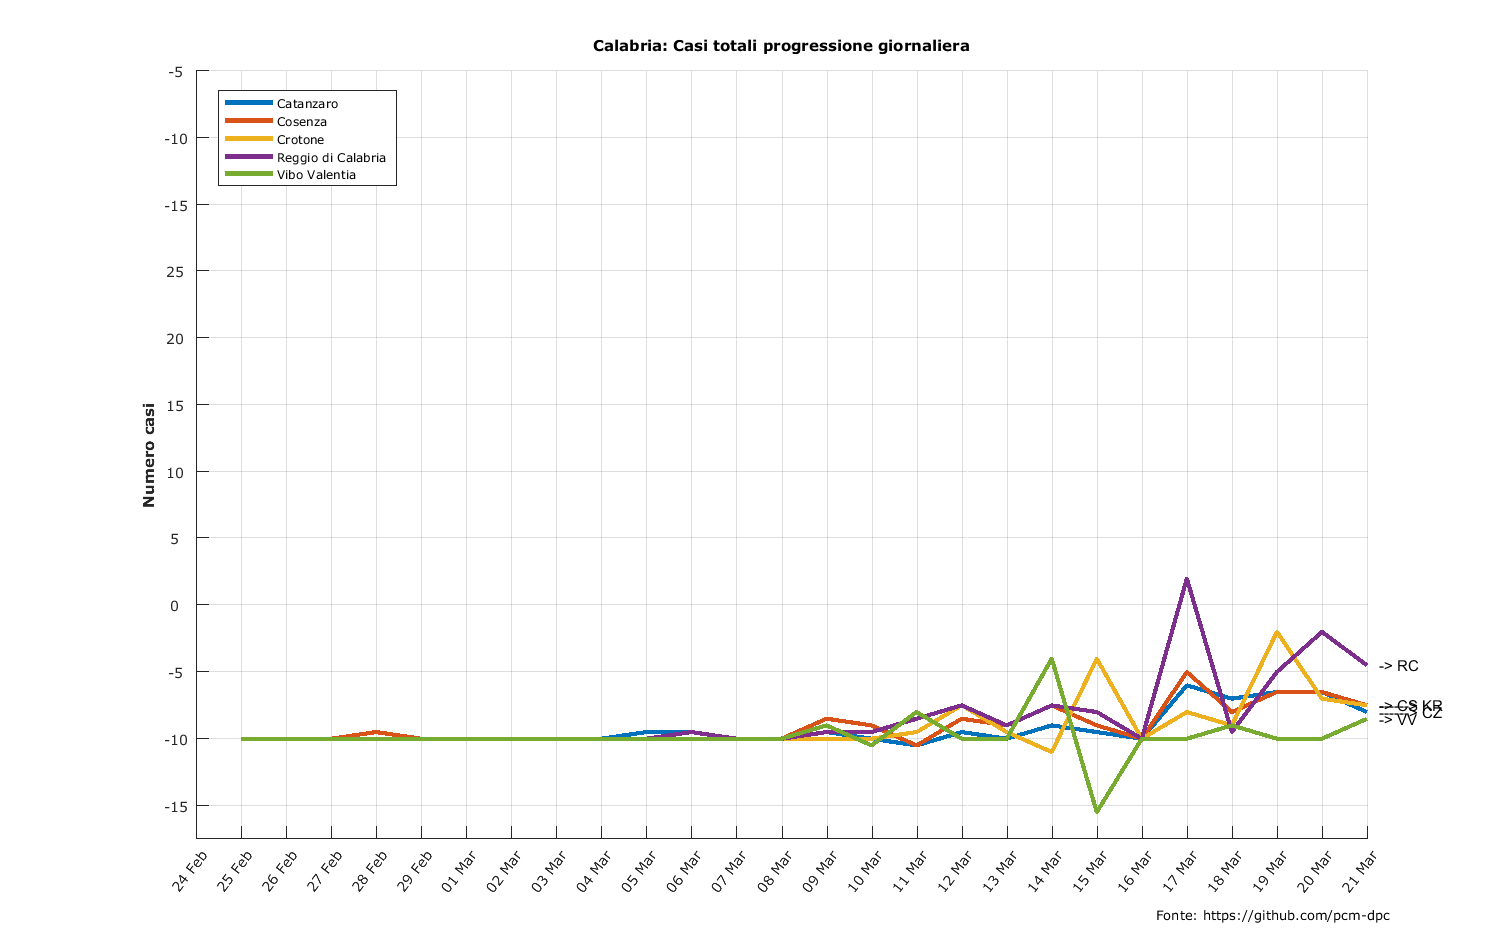 Calabria: Casi totali progressione giornaliera
-5
-10
-15
25
20
15
10
5
0
-5
-10
-15
Numero casi
Catanzaro
Cosenza
Crotone
Reggio di Calabria
Vibo Valentia
-> RC
-> CS KR
CZ
-> VV
24 Feb
25 Feb
26 Feb
27 Feb
28 Feb
29 Feb
01 Mar
02 Mar
03 Mar
04 Mar
05 Mar
06 Mar
07 Mar
08 Mar
09 Mar
10 Mar
11 Mar
12 Mar
13 Mar
14 Mar
15 Mar
16 Mar
17 Mar
18 Mar
19 Mar
20 Mar
21 Mar
Fonte: https://github.com/pcm-dpc